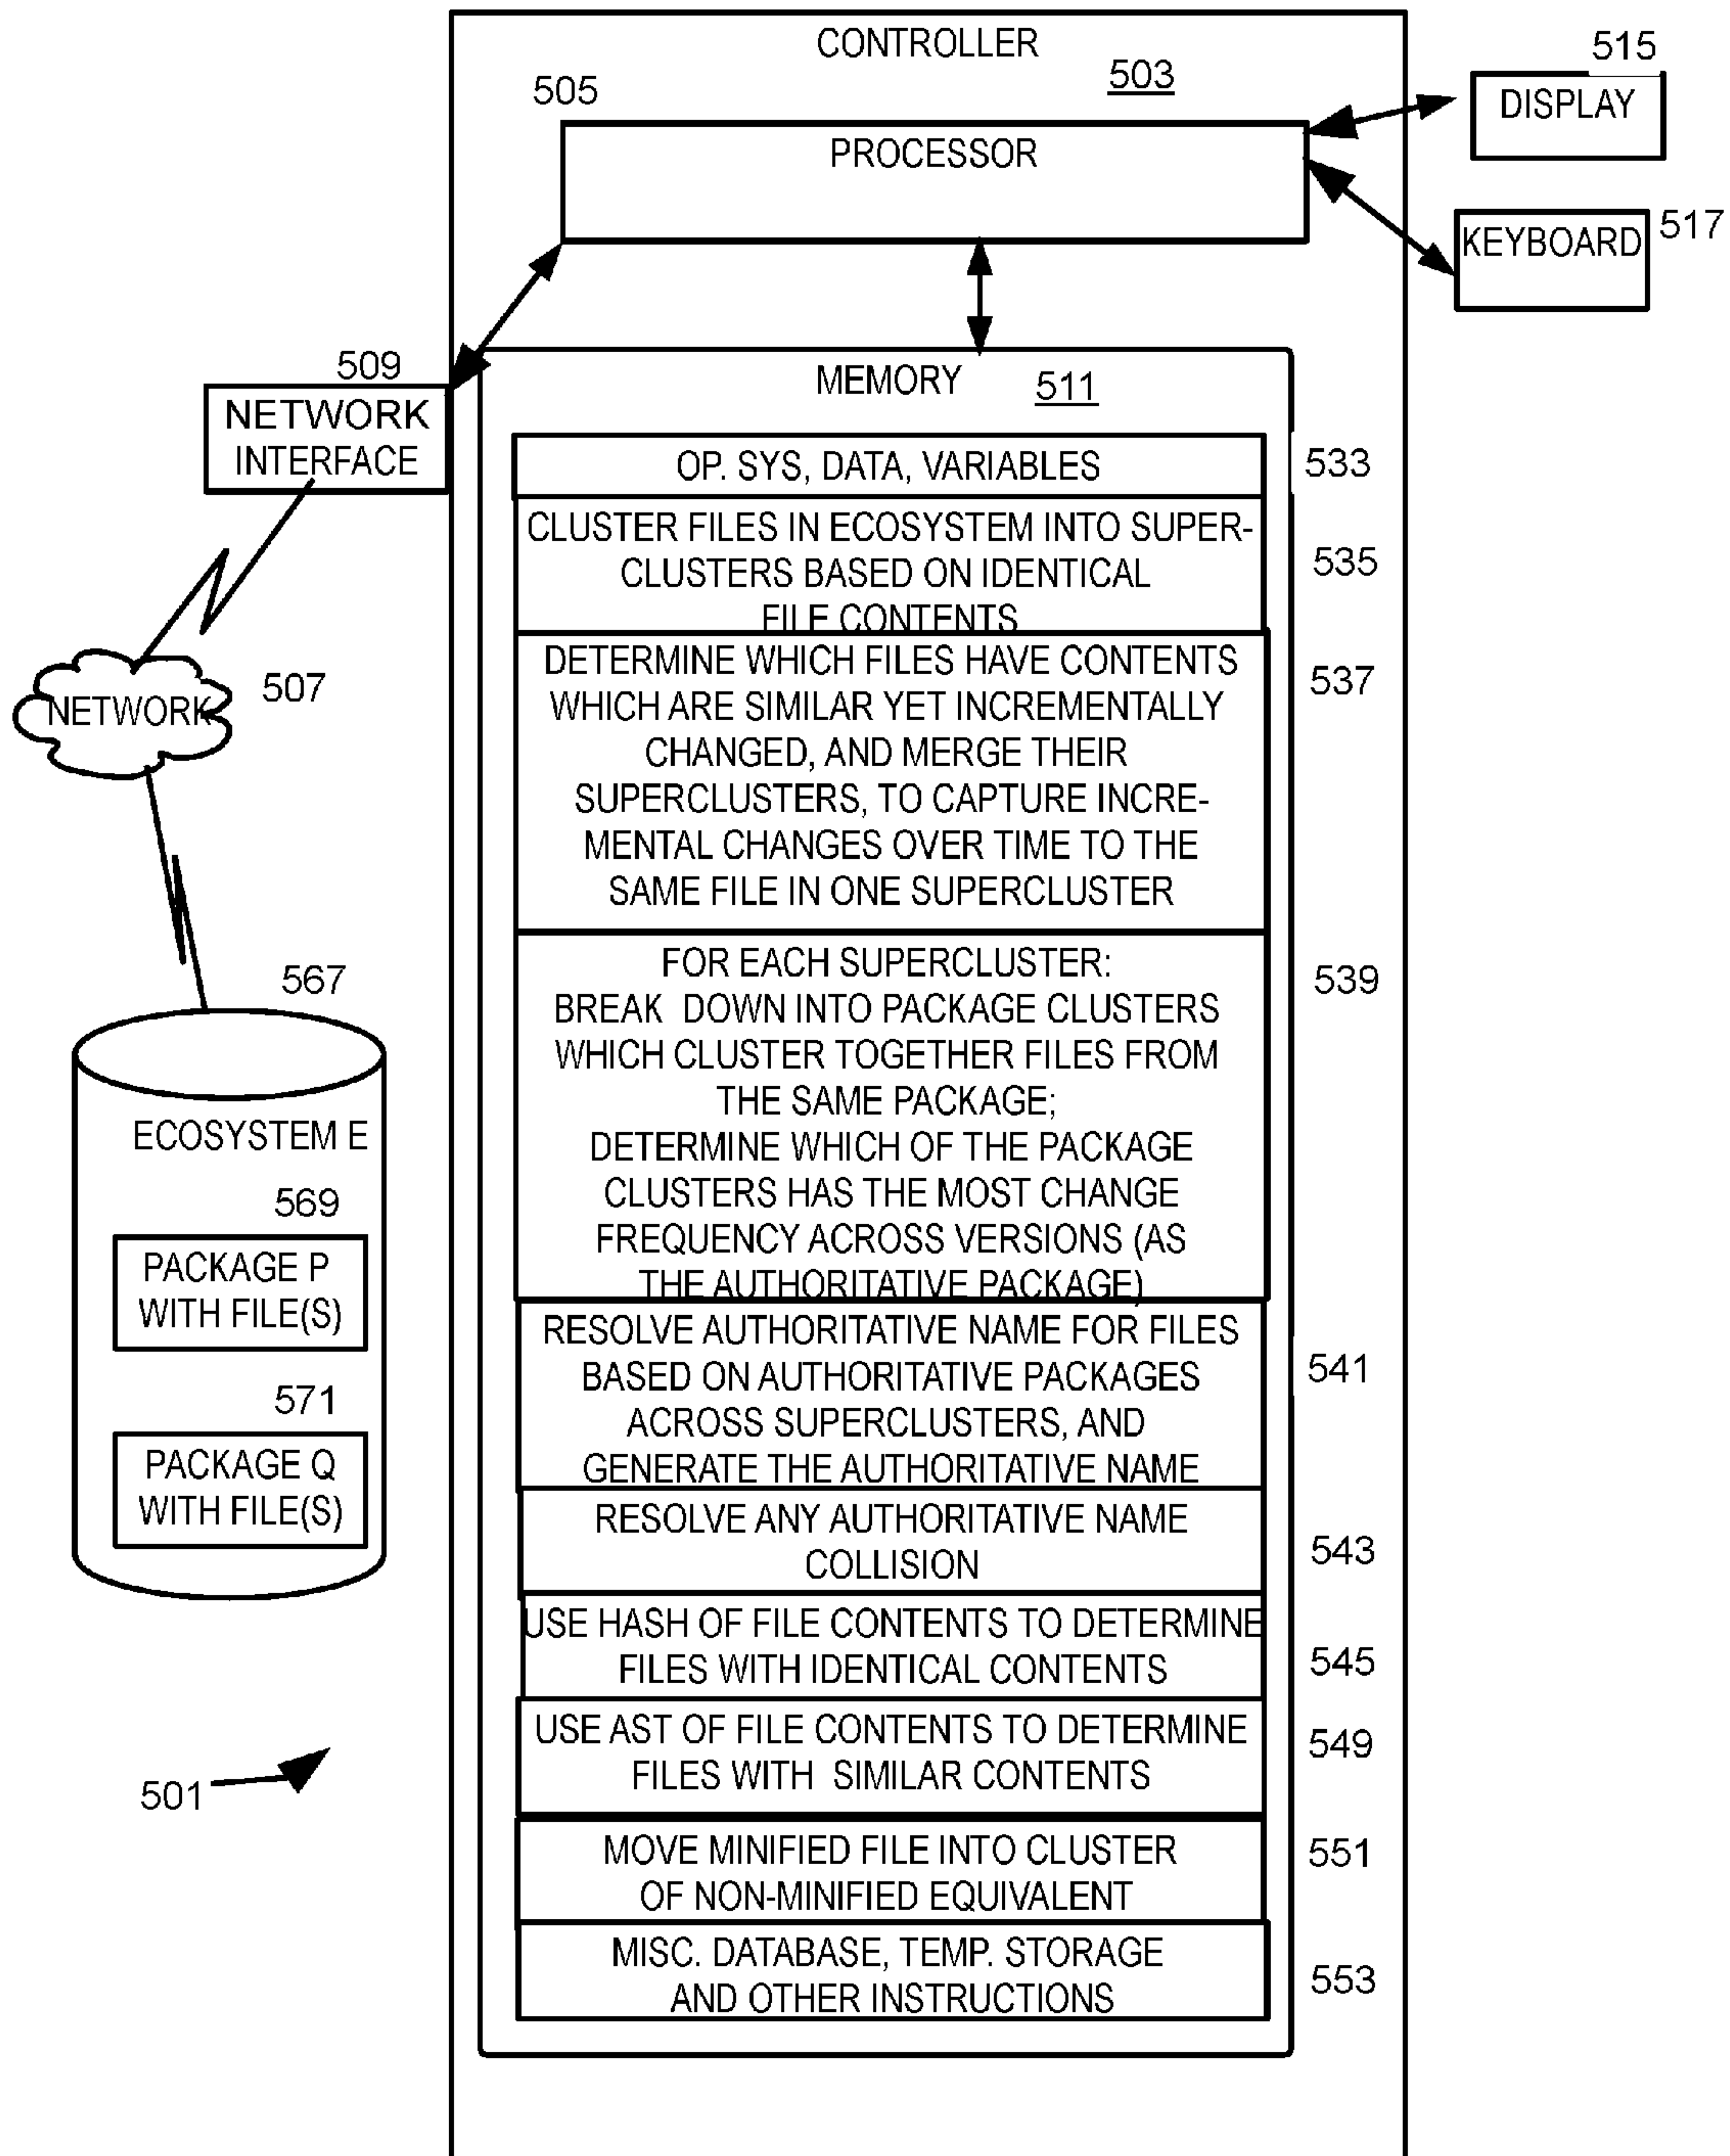 CONTROLLER
503
505
PROCESSOR
515
DISPLAY
KEYBOARD
517
509
NETWORK
INTERFACE
MEMORY
511
OP. SYS, DATA, VARIABLES
533
CLUSTER FILES IN ECOSYSTEM INTO SUPER-
CLUSTERS BASED ON IDENTICAL
FILE CONTENTS
535
DETERMINE WHICH FILES HAVE CONTENTS
WHICH ARE SIMILAR YET INCREMENTALLY
CHANGED, AND MERGE THEIR
SUPERCLUSTERS, TO CAPTURE INCRE-
MENTAL CHANGES OVER TIME TO THE
SAME FILE IN ONE SUPERCLUSTER
537
FOR EACH SUPERCLUSTER:
BREAK DOWN INTO PACKAGE CLUSTERS
WHICH CLUSTER TOGETHER FILES FROM
THE SAME PACKAGE;
DETERMINE WHICH OF THE PACKAGE
CLUSTERS HAS THE MOST CHANGE
FREQUENCY ACROSS VERSIONS (AS
THE AUTHORITATIVE PACKAGE)
539
RESOLVE AUTHORITATIVE NAME FOR FILES
BASED ON AUTHORITATIVE PACKAGES
ACROSS SUPERCLUSTERS, AND
GENERATE THE AUTHORITATIVE NAME
541
RESOLVE ANY AUTHORITATIVE NAME
COLLISION
543
USE HASH OF FILE CONTENTS TO DETERMINE
FILES WITH IDENTICAL CONTENTS
545
USE AST OF FILE CONTENTS TO DETERMINE
FILES WITH SIMILAR CONTENTS
549
MOVE MINIFIED FILE INTO CLUSTER
OF NON-MINIFIED EQUIVALENT
551
MISC. DATABASE, TEMP. STORAGE
AND OTHER INSTRUCTIONS
553
NETWORK
507
567
ECOSYSTEM E
569
PACKAGE P
WITH FILE(S)
571
PACKAGE Q
WITH FILE(S)
501